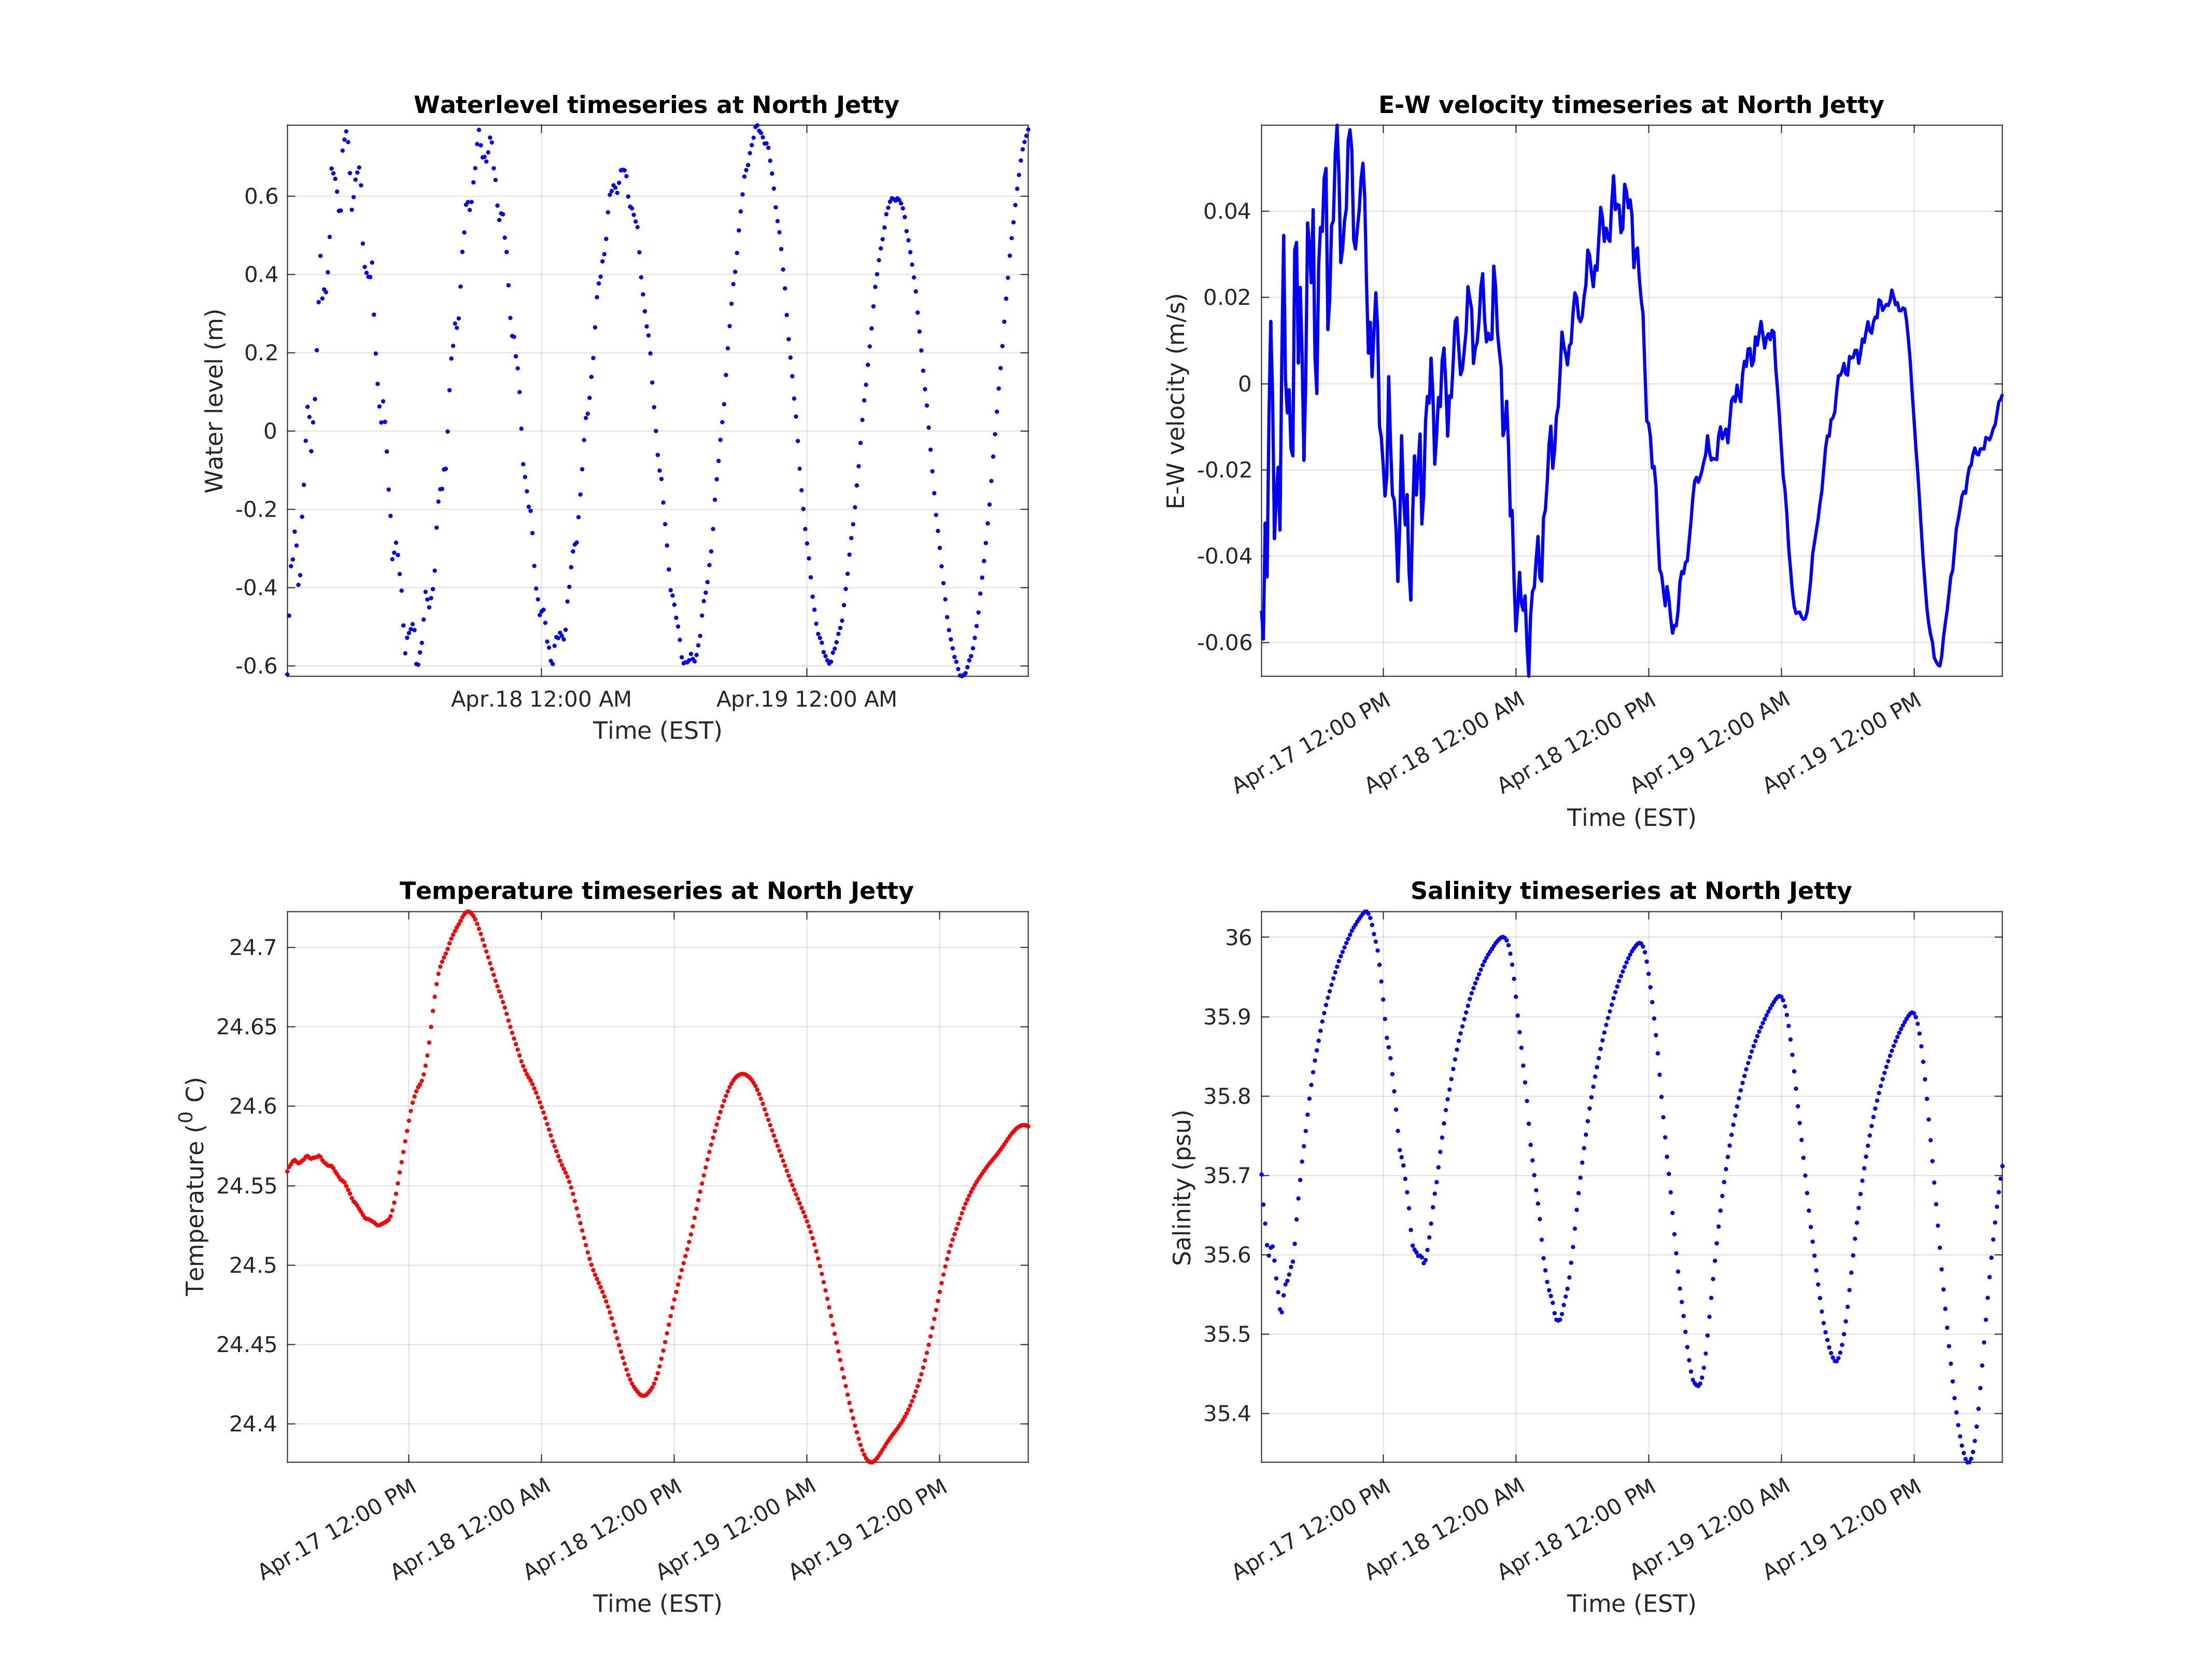 Waterlevel timeseries at North Jetty
Water level (m)
0.6
0.4
0.2
0
-0.2
-0.4
-0.6
Apr.18 12:00 AM
Apr.19 12:00 AM
Time (EST)
E-W velocity timeseries at North Jetty
E-W velocity (m/s)
0.04
0.02
0
-0.02
-0.04
-0.06
Apr.17 12:00 PM
Apr.18 12:00 AM
Apr.18 12:00 PM
Apr.19 12:00 AM
Apr.19 12:00 PM
Time (EST)
Temperature timeseries at North Jetty
Temperature (⁰ C)
24.7
24.65
24.6
24.55
24.5
24.45
24.4
Apr.17 12:00 PM
Apr.18 12:00 AM
Apr.18 12:00 PM
Apr.19 12:00 AM
Apr.19 12:00 PM
Time (EST)
Salinity timeseries at North Jetty
Salinity (psu)
36
35.9
35.8
35.7
35.6
35.5
35.4
Apr.17 12:00 PM
Apr.18 12:00 AM
Apr.18 12:00 PM
Apr.19 12:00 AM
Apr.19 12:00 PM
Time (EST)